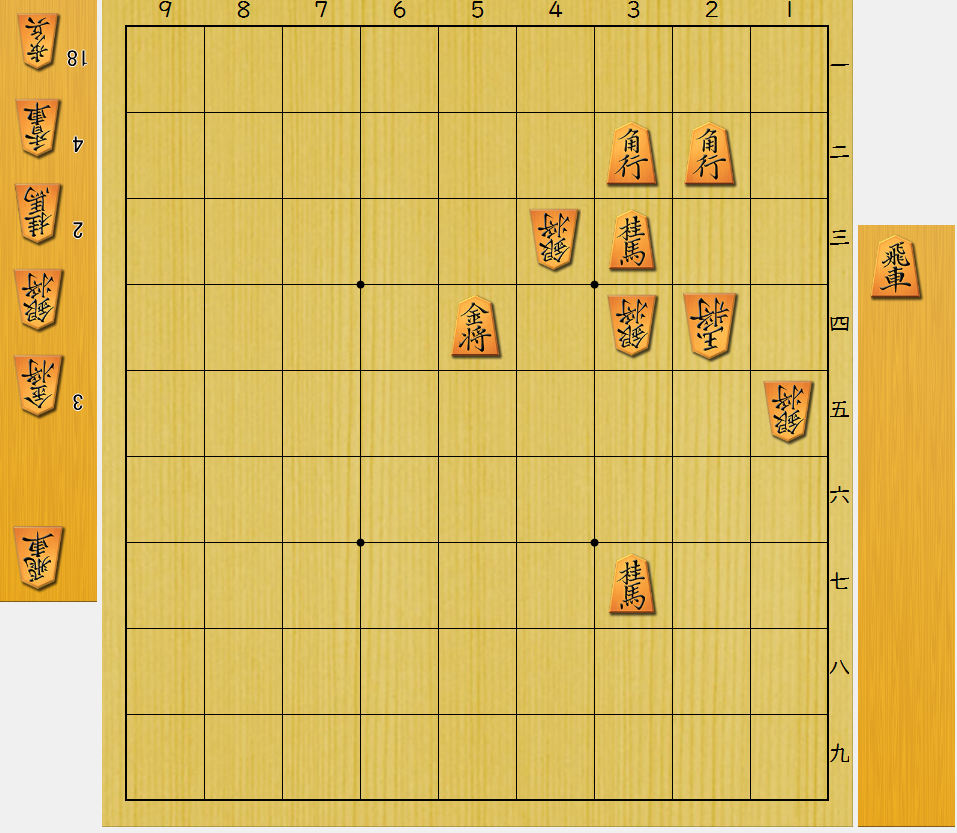 9 8 7 6 5 4 3 2 1
歩兵 18
香車 4
桂馬 2
銀将
金将 3
飛車
角行 角行 二
銀将 桂馬 三
金将 銀将 玉将 四
銀将 五
桂馬 七
一
六
八
九
飛車